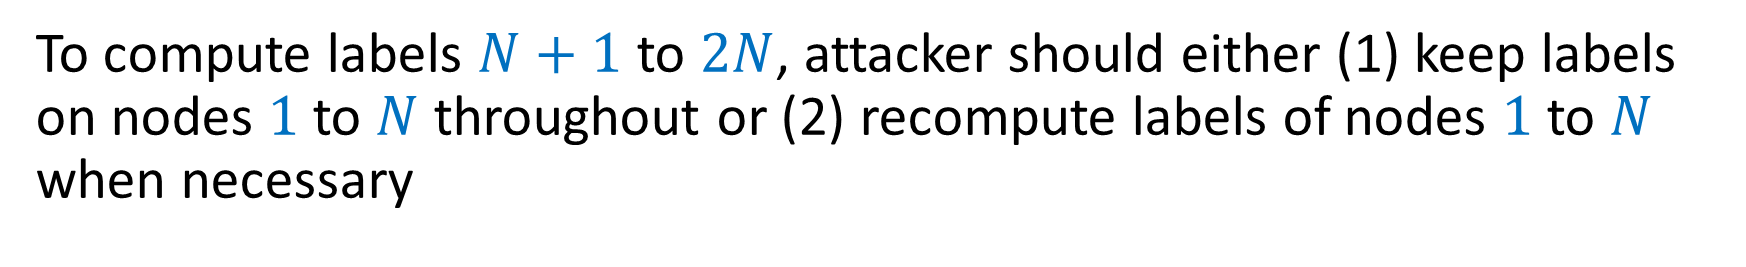 To compute labels N + 1 to 2N, attacker should either (1) keep labels
on nodes 1 to N throughout or (2) recompute labels of nodes 1 to N
when necessary